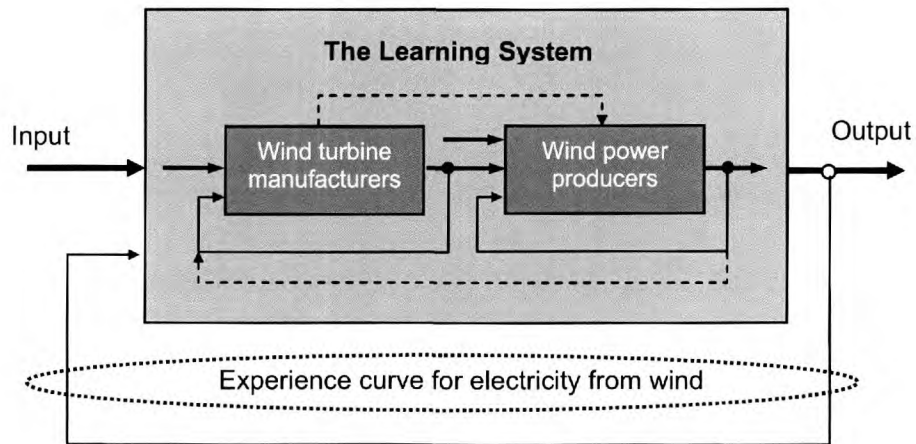 The Learning System
Input
Wind turbine
manufacturers
Wind power
producers
Output
Experience curve for electricity from wind